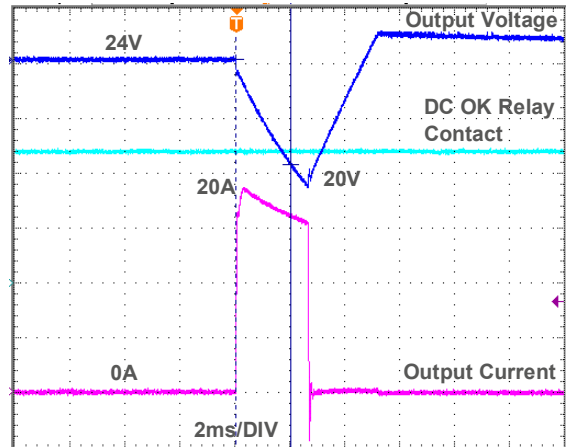 T
Output Voltage
24V
DC OK Relay
Contact
20V
20A
0A
Output Current
2ms/DIV